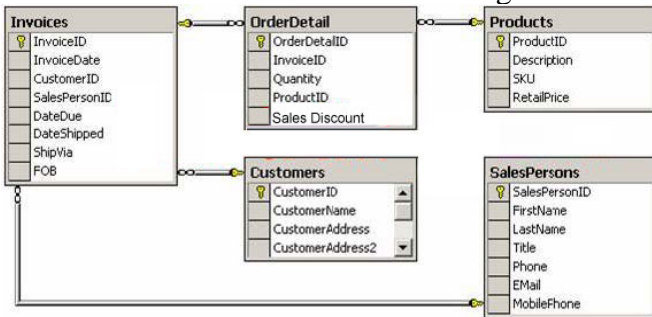 Invoices
InvoiceID
InvoiceDate
CustomerID
SalesPersonID
DateDue
DateShipped
ShipVia
FOB
OrderDetail
OrderDetailID
InvoiceID
Quantity
ProductID
Sales Discount
Products
ProductID
Description
SKU
RetailPrice
Customers
CustomerID
CustomerName
CustomerAddress
CustomerAddress2
SalesPersons
SalesPersonID
FirstName
LastName
Title
Phone
EMail
MobilePhone